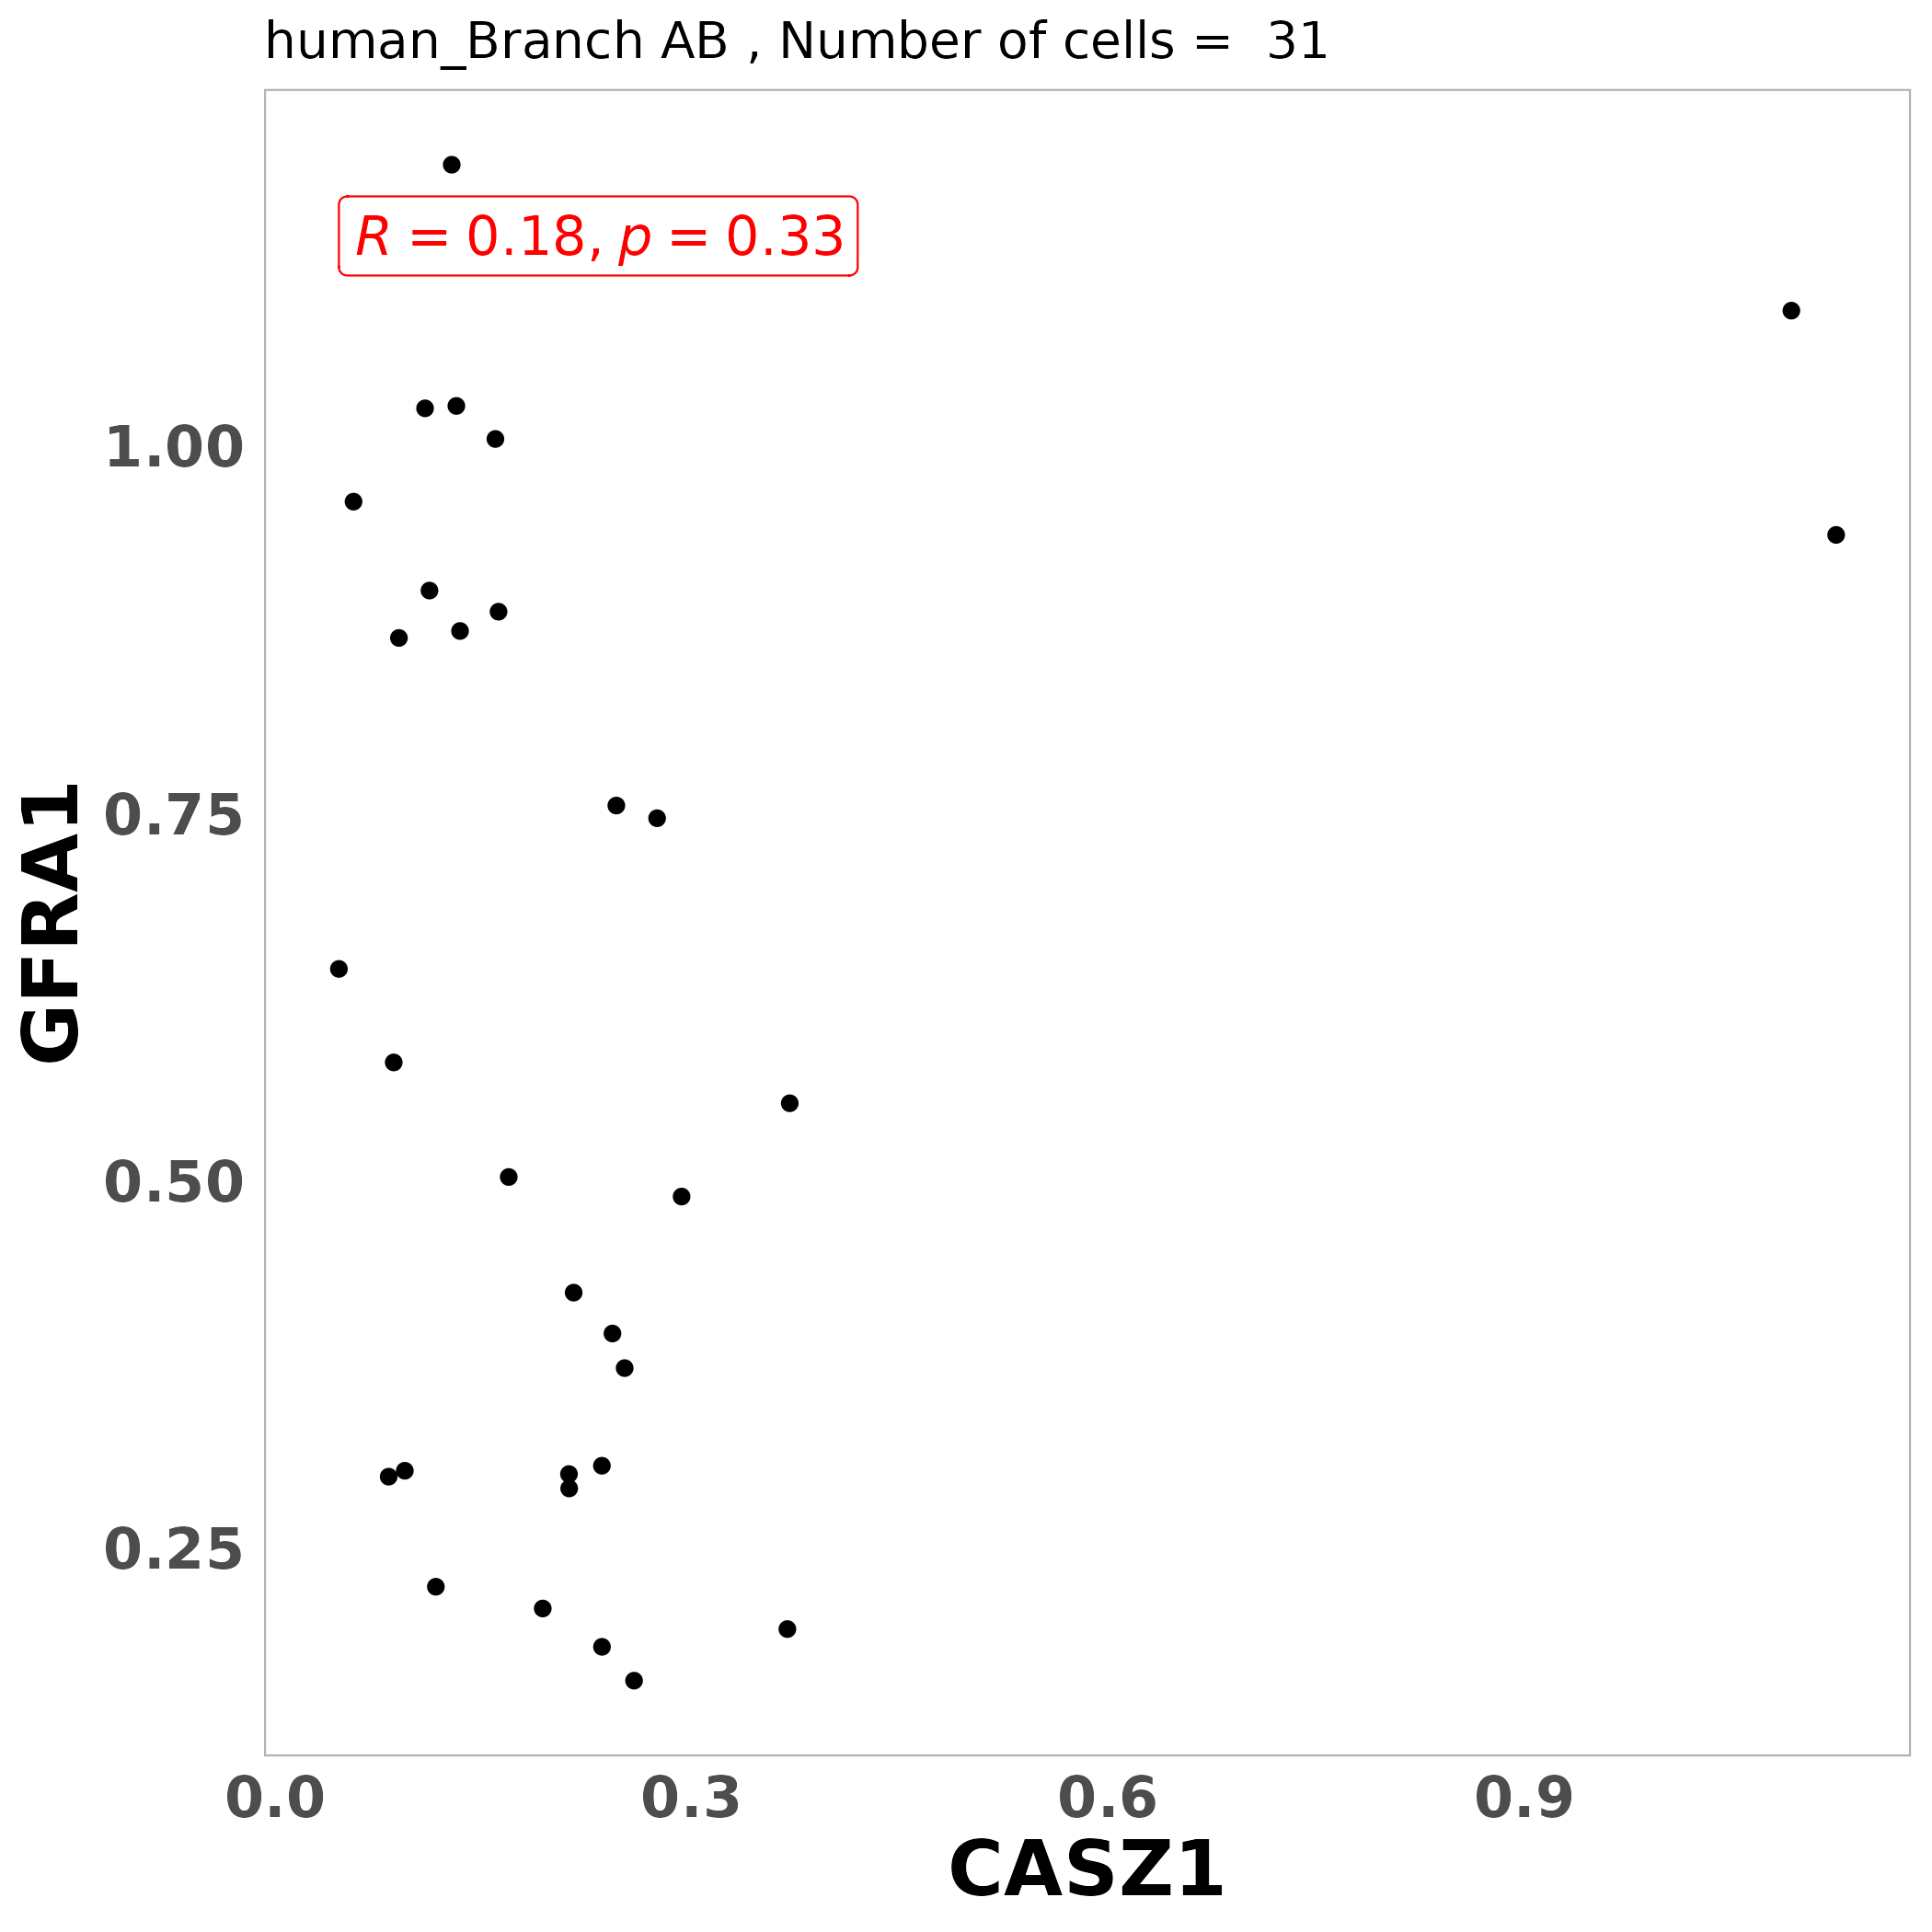 human_Branch AB , Number of cells =  31
R = 0.18, p = 0.33
GFRA1
1.00
0.75
0.50
0.25
0.0 0.3 0.6 0.9
CASZ1